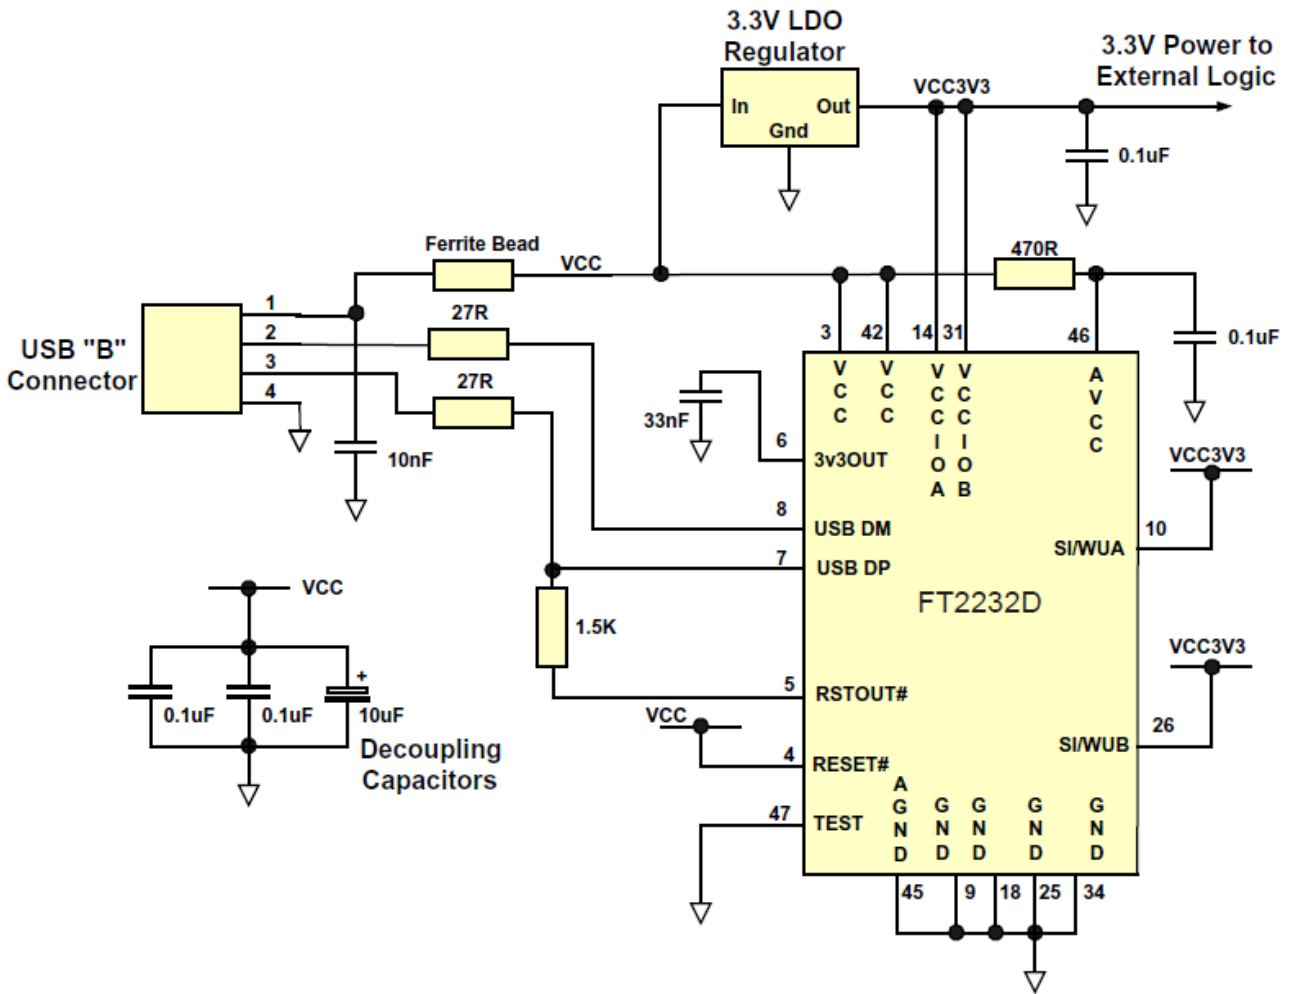 3.3V LDO
Regulator
3.3V Power to
External Logic
In
Out
Gnd
VCC3V3
0.1uF
Ferrite Bead
VCC
470R
USB "B"
Connector
1
2
3
4
27R
27R
10nF
33nF
3
42
14
31
46
0.1uF
VCC
VCC
VCCIOA
VCCIOB
AVCC
6
3v3OUT
8
USB DM
7
USB DP
FT2232D
VCC3V3
10
SI/WUA
VCC
0.1uF
0.1uF
+
10uF
Decoupling
Capacitors
1.5K
5
RSTOUT#
VCC
4
RESET#
47
TEST
VCC3V3
26
SI/WUB
AGND
GND
GND
GND
GND
45
9
18
25
34